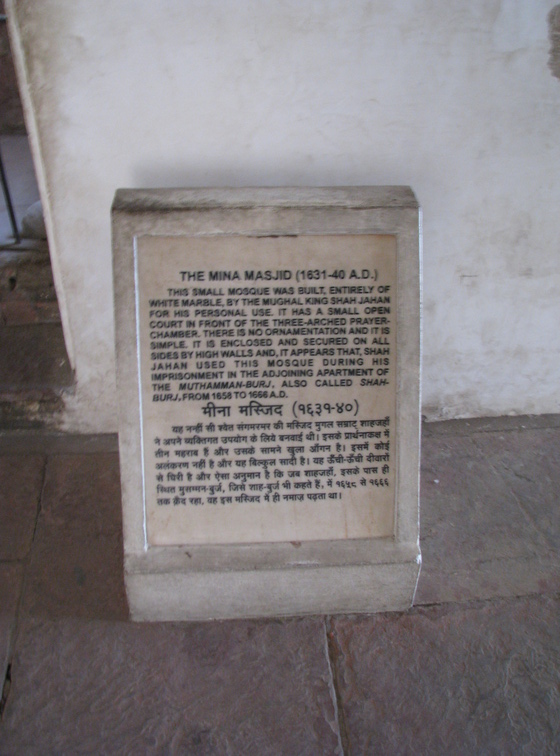 THE MINA MASJID (1631-40 A.D.)
THIS SMALL MOSQUE WAS BUILT, ENTIRELY OF
WHITE MARBLE, BY THE MUGHAL KING SHAH JAHAN
FOR HIS PERSONAL USE. IT HAS A SMALL OPEN
COURT IN FRONT OF THE THREE-ARCHED PRAYER-
CHAMBER. THERE IS NO ORNAMENTATION AND IT IS
SIMPLE. IT IS ENCLOSED AND SECURED ON ALL
SIDES BY HIGH WALLS AND, IT APPEARS THAT, SHAH
JAHAN USED THIS MOSQUE DURING HIS
IMPRISONMENT IN THE ADJOINING APARTMENT OF
THE MUTHAMMAN-BURJ, ALSO CALLED SHAH-
BURJ, FROM 1658 TO 1666 A.D.
मीना मस्जिद (१६३१-४०)
यह नन्हीं सी श्वेत संगमरमर की मस्जिद मुगल सम्राट् शाहजहाँ
ने अपने व्यक्तिगत उपयोग के लिये बनवाई थी। इसके प्रार्थनाकक्ष में
तीन महराब हैं और उसके सामने खुला आँगन है। इसमें कोई
अलंकरण नहीं है और यह बिल्कुल सादा है। यह ऊँची-ऊँची दीवारों
से घिरी है और ऐसा अनुमान है कि जब शाहजहाँ, इसके पास ही
स्थित मुसम्मन-बुर्ज, जिसे शाह-बुर्ज भी कहते हैं, में १६५८ से १६६६
तक क़ैद रहा, वह इस मस्जिद में ही नमाज़ पढ़ता था।